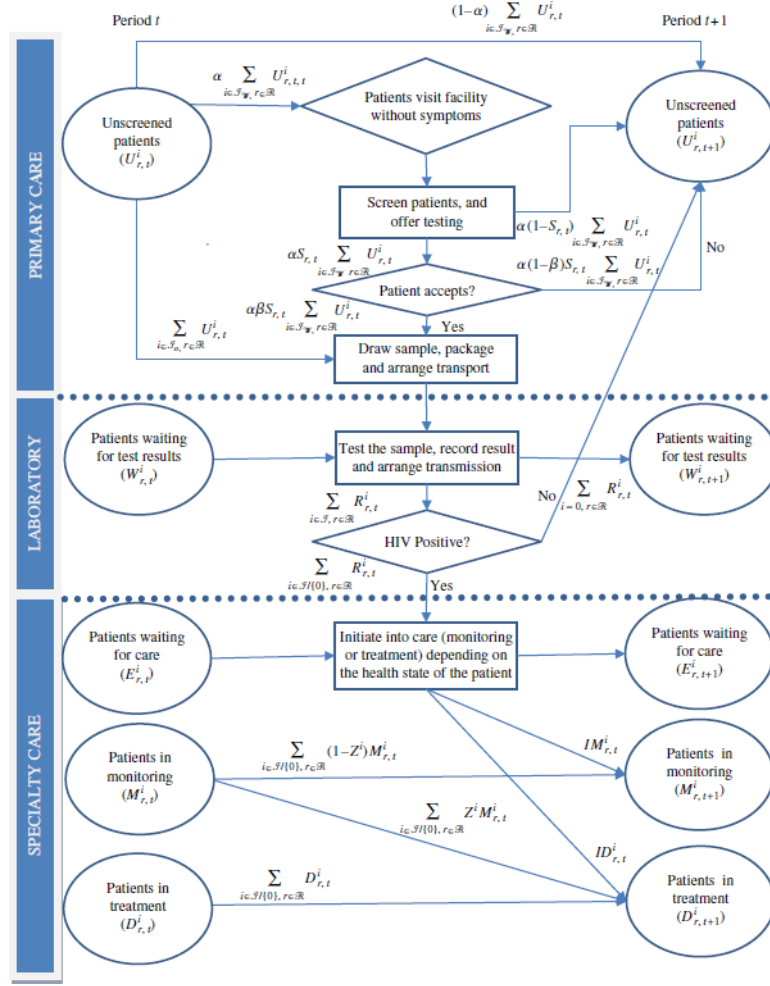 Period t
(1–α) ∑ U^i_{r, t}
i∈ℐ_𝒲, r∈ℛ
Period t+1
α ∑ U^i_{r, t, t}
i∈ℐ_𝒲, r∈ℛ
Patients visit facility
without symptoms
Unscreened
patients
(U^i_{r, t})
Unscreened
patients
(U^i_{r, t+1})
PRIMARY CARE
Screen patients, and
offer testing
α(1–S_{r, t}) ∑ U^i_{r, t}
i∈ℐ_𝒲, r∈ℛ
No
αS_{r, t} ∑ U^i_{r, t}
i∈ℐ_𝒲, r∈ℛ
α(1–β)S_{r, t} ∑ U^i_{r, t}
i∈ℐ_𝒲, r∈ℛ
Patient accepts?
αβS_{r, t} ∑ U^i_{r, t}
i∈ℐ_𝒲, r∈ℛ
Yes
∑ U^i_{r, t}
i∈ℐ_o, r∈ℛ
Draw sample, package
and arrange transport
LABORATORY
Patients waiting
for test results
(W^i_{r, t})
Test the sample, record result
and arrange transmission
Patients waiting
for test results
(W^i_{r, t+1})
∑ R^i_{r, t}
i∈ℐ, r∈ℛ
No
∑ R^i_{r, t}
i=0, r∈ℛ
HIV Positive?
∑ R^i_{r, t}
i∈ℐ/{0}, r∈ℛ
Yes
SPECIALTY CARE
Patients waiting
for care
(E^i_{r, t})
Initiate into care (monitoring
or treatment) depending on
the health state of the patient
Patients waiting
for care
(E^i_{r, t+1})
Patients in
monitoring
(M^i_{r, t})
∑ (1–Z^i)M^i_{r, t}
i∈ℐ/{0}, r∈ℛ
IM^i_{r, t}
Patients in
monitoring
(M^i_{r, t+1})
∑ Z^i M^i_{r, t}
i∈ℐ/{0}, r∈ℛ
ID^i_{r, t}
Patients in
treatment
(D^i_{r, t})
∑ D^i_{r, t}
i∈ℐ/{0}, r∈ℛ
Patients in
treatment
(D^i_{r, t+1})